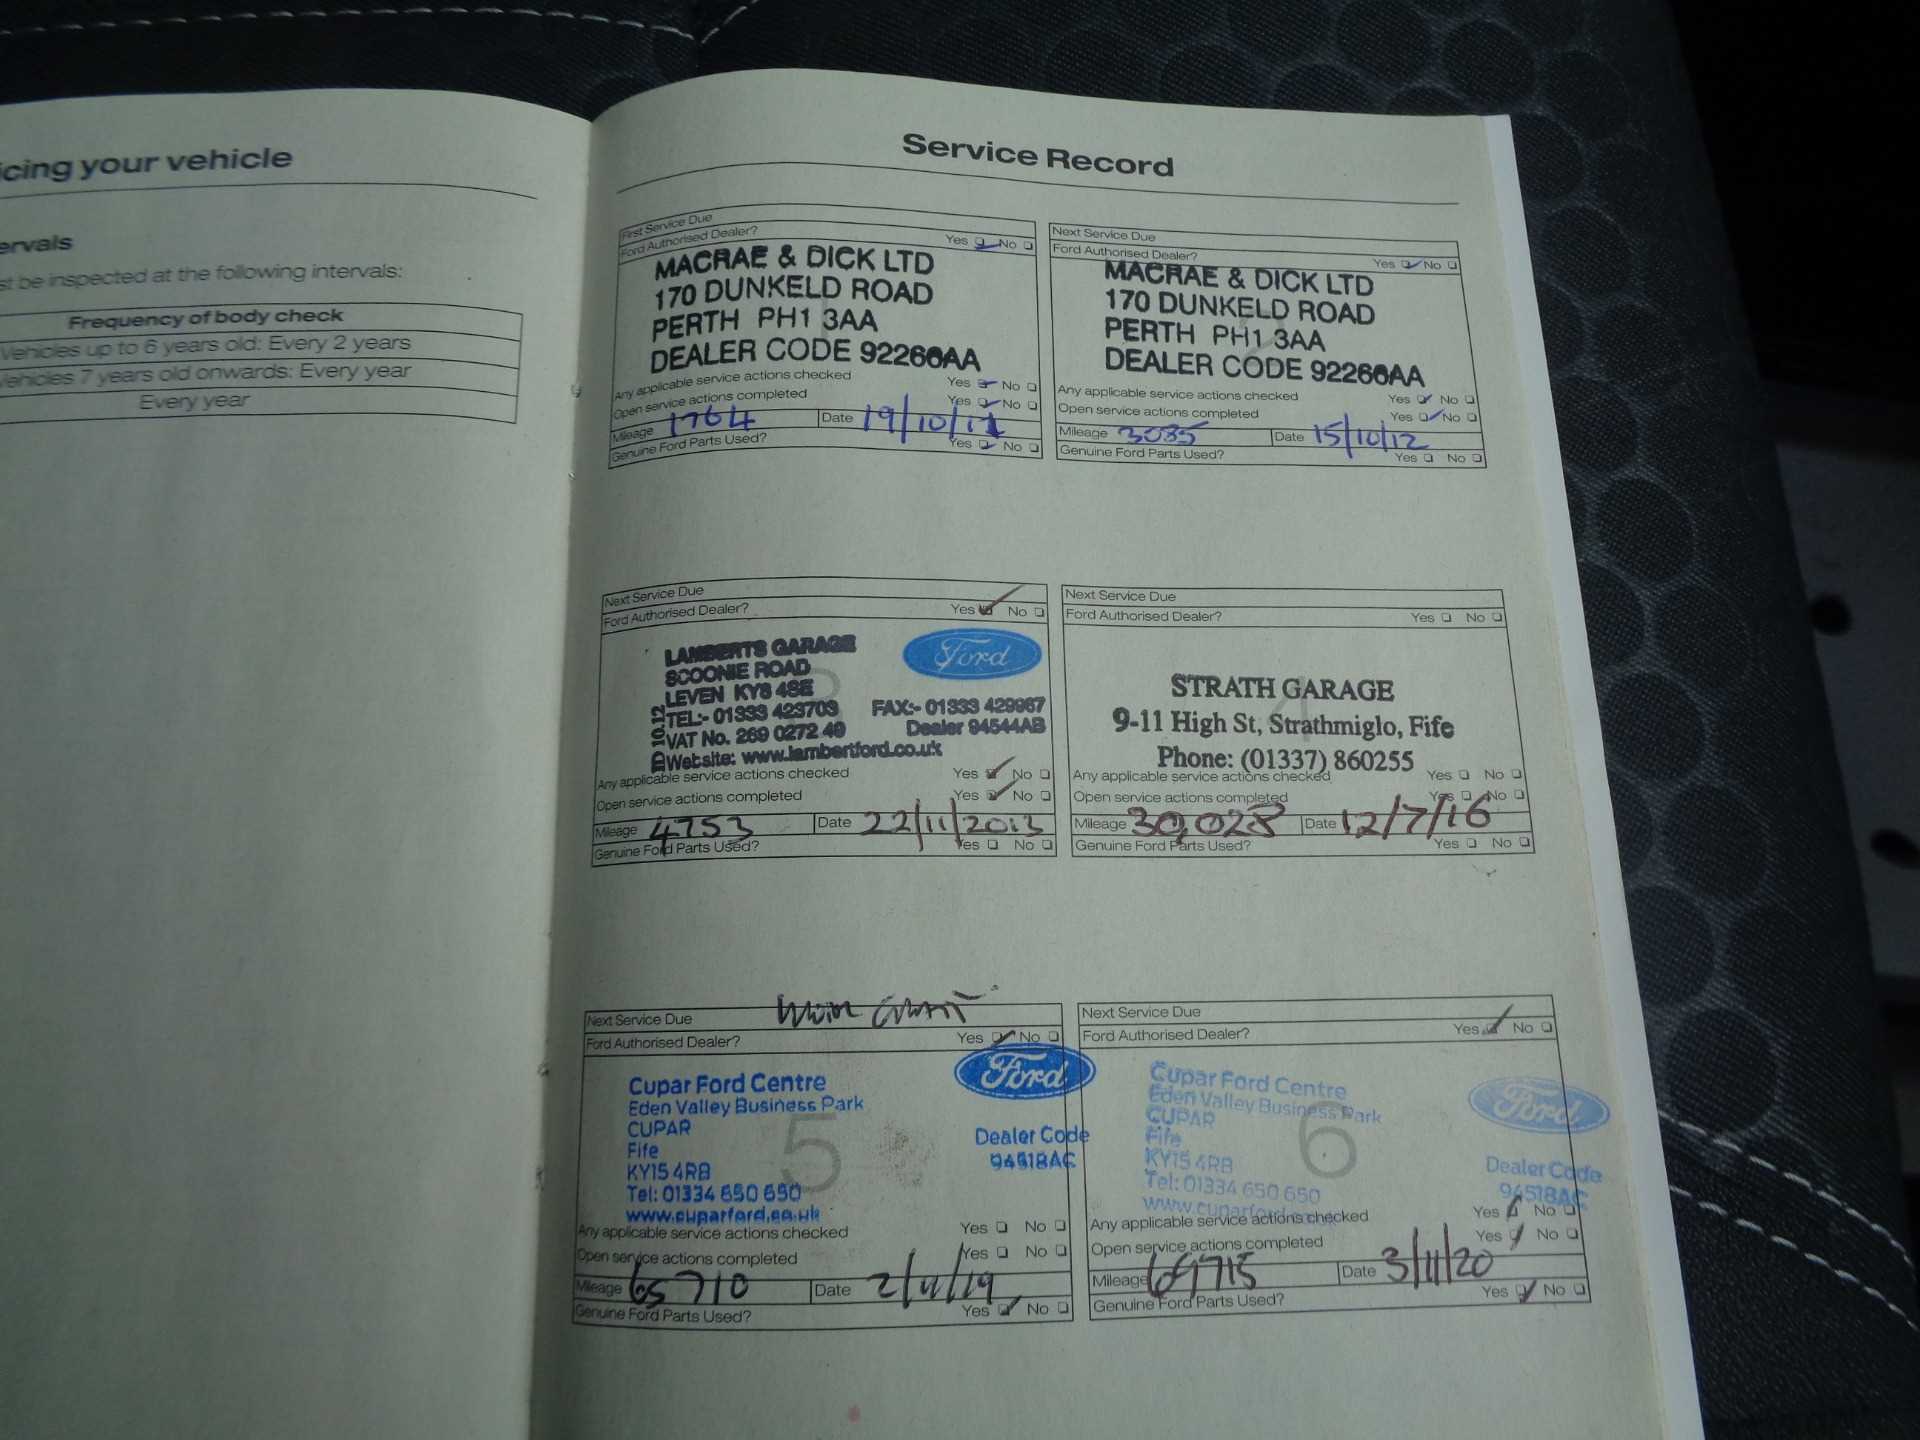 icing your vehicle
ervals
st be inspected at the following intervals:
Frequency of body check
Vehicles up to 6 years old: Every 2 years
Vehicles 7 years old onwards: Every year
Every year
Service Record
First Service Due
Ford Authorised Dealer? Yes No
MACRAE & DICK LTD
170 DUNKELD ROAD
PERTH PH1 3AA
DEALER CODE 92266AA
Any applicable service actions checked Yes No
Open service actions completed Yes No
Mileage 1764 Date 19/10/11
Genuine Ford Parts Used? Yes No
Next Service Due
Ford Authorised Dealer? Yes No
MACRAE & DICK LTD
170 DUNKELD ROAD
PERTH PH1 3AA
DEALER CODE 92266AA
Any applicable service actions checked Yes No
Open service actions completed Yes No
Mileage 3085 Date 15/10/12
Genuine Ford Parts Used? Yes No
Next Service Due
Ford Authorised Dealer? Yes No
3
LAMBERTS GARAGE
SCOONIE ROAD
LEVEN KY8 4SE
TEL:- 01333 423703 FAX:- 01333 429967
VAT No. 269 0272 49 Dealer 94544AB
Website: www.lambertford.co.uk
ID 10.12
Ford
Any applicable service actions checked Yes No
Open service actions completed Yes No
Mileage 4753 Date 22/11/2013
Genuine Ford Parts Used? Yes No
Next Service Due
Ford Authorised Dealer? Yes No
4
STRATH GARAGE
9-11 High St, Strathmiglo, Fife
Phone: (01337) 860255
Any applicable service actions checked Yes No
Open service actions completed Yes No
Mileage 30,028 Date 12/7/16
Genuine Ford Parts Used? Yes No
Next Service Due
Ford Authorised Dealer? Yes No
Ford
5
Cupar Ford Centre
Eden Valley Business Park
CUPAR
Fife
KY15 4RB
Tel: 01334 650 650
www.cuparford.co.uk
Dealer Code
94518AC
Any applicable service actions checked Yes No
Open service actions completed Yes No
Mileage 65710 Date 2/11/19
Genuine Ford Parts Used? Yes No
Next Service Due
Ford Authorised Dealer? Yes No
Ford
6
Cupar Ford Centre
Eden Valley Business Park
CUPAR
Fife
KY15 4RB
Tel: 01334 650 650
www.cuparford.co.uk
Dealer Code
94518AC
Any applicable service actions checked Yes No
Open service actions completed Yes No
Mileage 69715 Date 3/11/20
Genuine Ford Parts Used? Yes No